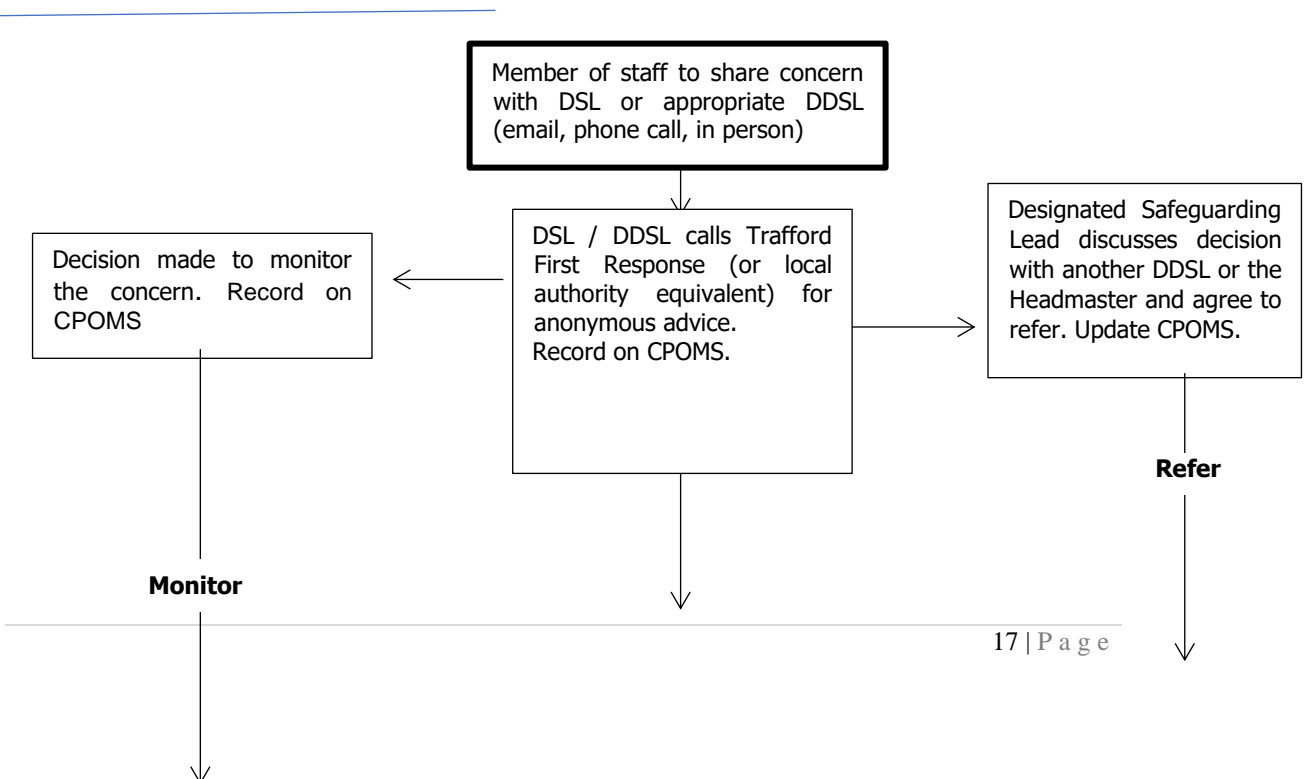 Member of staff to share concern
with DSL or appropriate DDSL
(email, phone call, in person)
Decision made to monitor
the concern. Record on
CPOMS
DSL / DDSL calls Trafford
First Response (or local
authority equivalent) for
anonymous advice.
Record on CPOMS.
Designated Safeguarding
Lead discusses decision
with another DDSL or the
Headmaster and agree to
refer. Update CPOMS.
Refer
Monitor
17 | P a g e